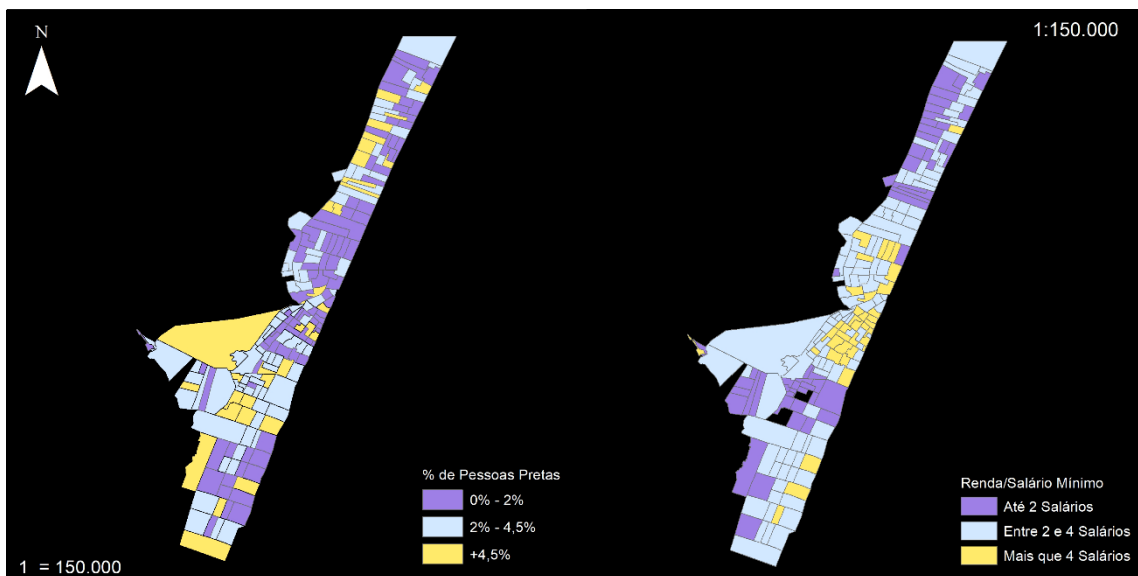 N
1:150.000
% de Pessoas Pretas
0% - 2%
2% - 4,5%
+4,5%
1 = 150.000
Renda/Salário Mínimo
Até 2 Salários
Entre 2 e 4 Salários
Mais que 4 Salários